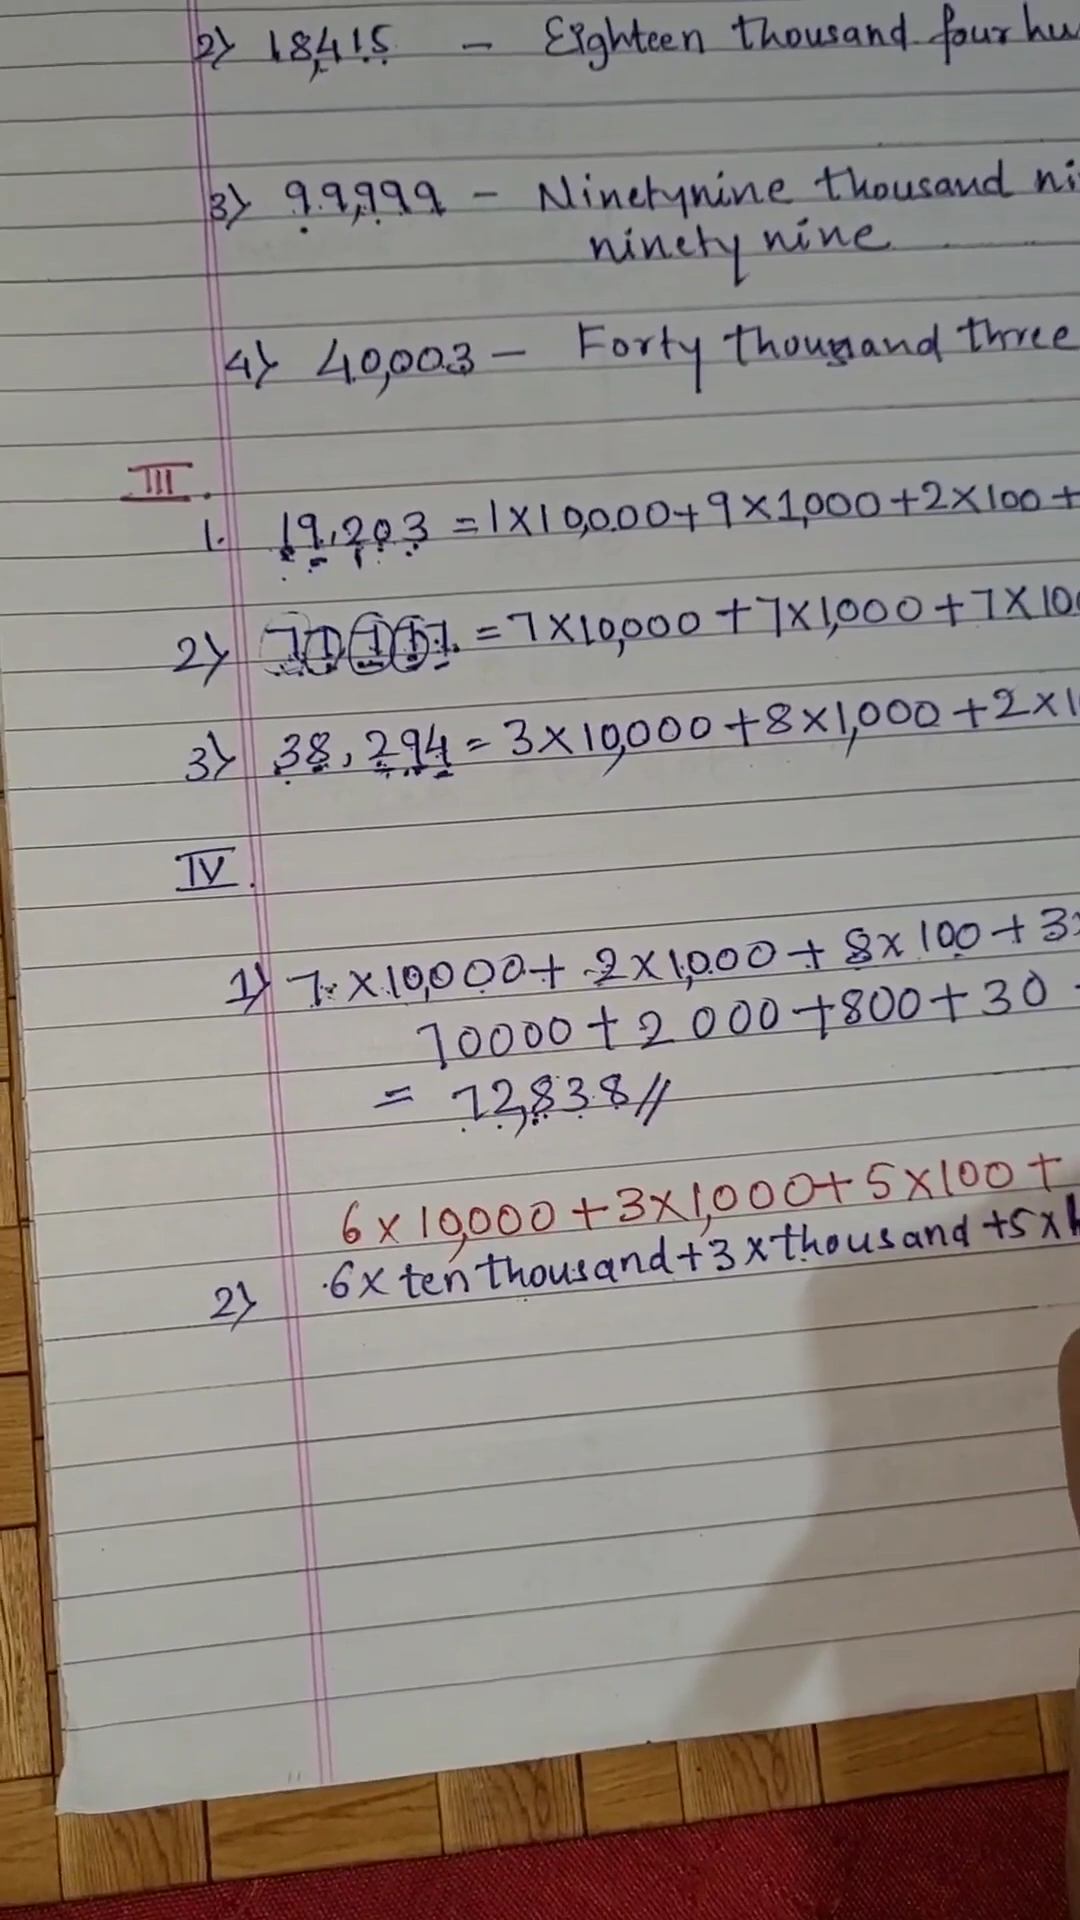 2) 18,415 - Eighteen thousand four hu
3) 99,999 - Ninetynine thousand ni
ninety nine
4) 40,003 - Forty thousand three
III.
1. 19,203 = 1×10,000+9×1,000+2×100+
2) 77777 = 7×10,000+7×1,000+7×10
3) 38,294 = 3×10,000+8×1,000+2×1
IV.
1) 7×10,000+2×1,000+8×100+3×
70000+2000+800+30
= 72,838//
6×10,000+3×1,000+5×100+
2) 6×ten thousand+3×thousand+5×h